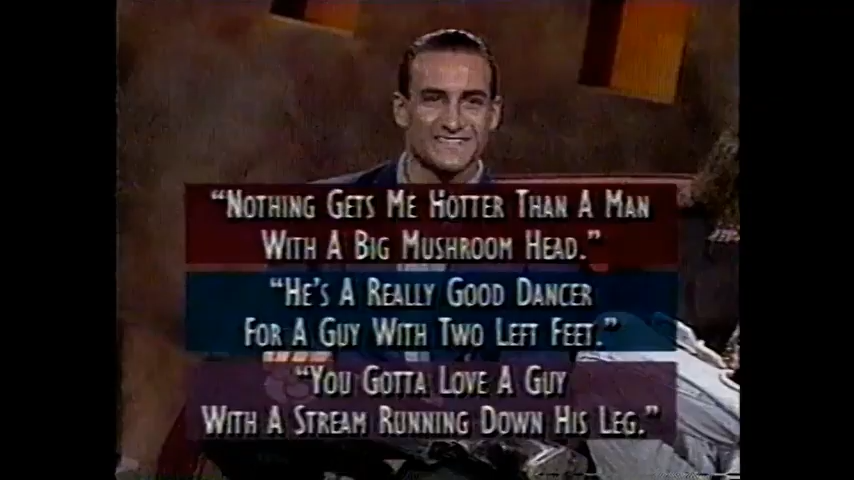 “Nothing Gets Me Hotter Than A Man
With A Big Mushroom Head.”
“He's A Really Good Dancer
For A Guy With Two Left Feet.”
“You Gotta Love A Guy
With A Stream Running Down His Leg.”